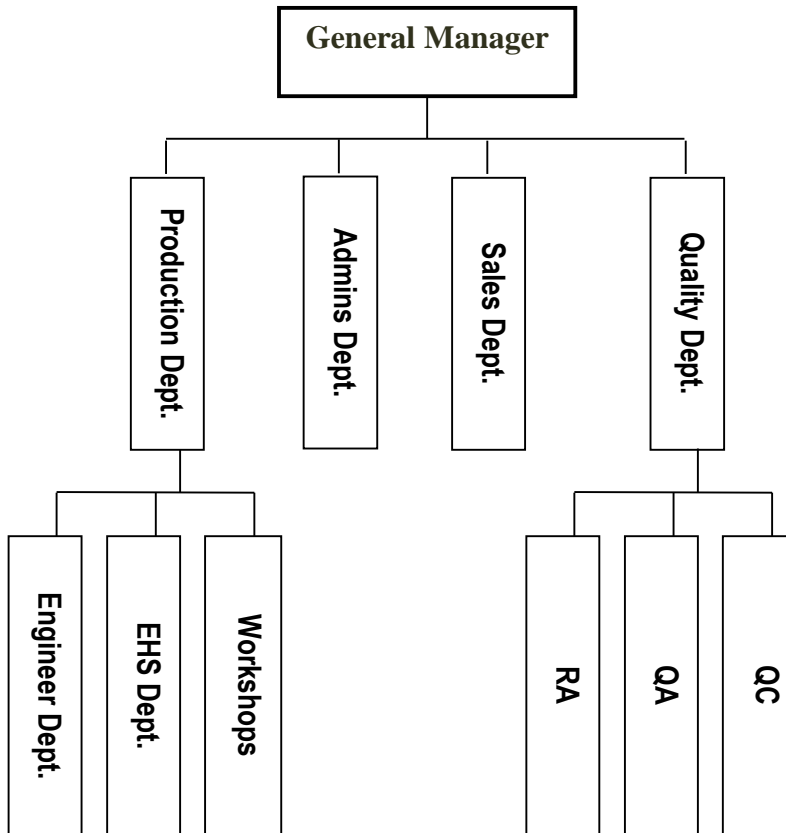 General Manager
Production Dept.
Admins Dept.
Sales Dept.
Quality Dept.
Engineer Dept.
EHS Dept.
Workshops
RA
QA
QC